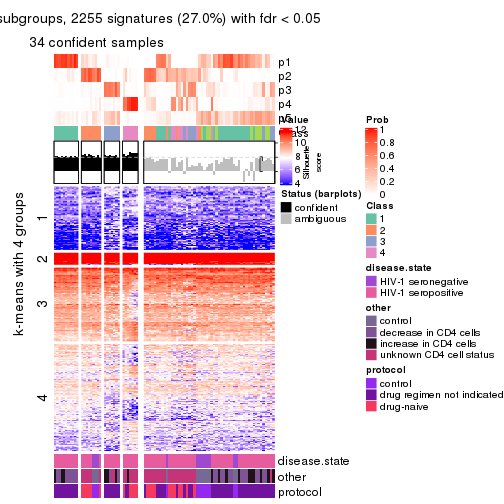 subgroups, 2255 signatures (27.0%) with fdr < 0.05
34 confident samples
p1
p2
p3
p4
Value
12
10
8
6
4
Silhouette
score
Prob
1
0.8
0.6
0.4
0.2
0
Status (barplots)
confident
ambiguous
Class
1
2
3
4
k-means with 4 groups
1
2
3
4
disease.state
HIV-1 seronegative
HIV-1 seropositive
other
control
decrease in CD4 cells
increase in CD4 cells
unknown CD4 cell status
protocol
control
drug regimen not indicated
drug-naive
disease.state
other
protocol